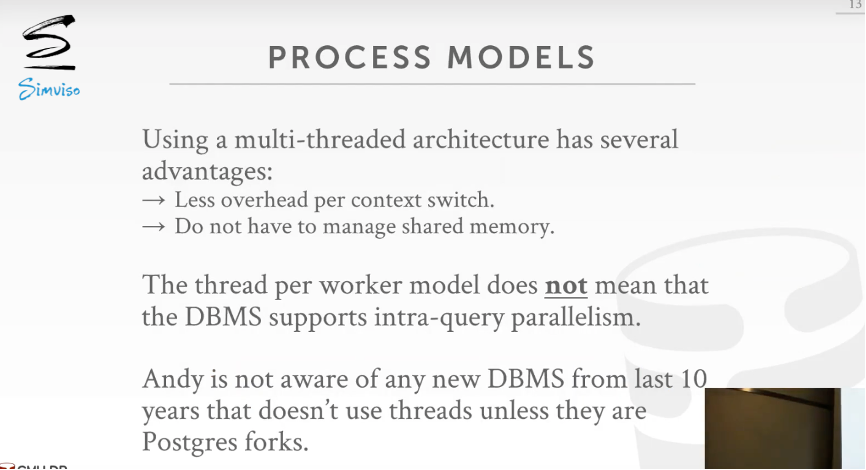 13
Simviso
PROCESS MODELS
Using a multi-threaded architecture has several
advantages:
→ Less overhead per context switch.
→ Do not have to manage shared memory.
The thread per worker model does not mean that
the DBMS supports intra-query parallelism.
Andy is not aware of any new DBMS from last 10
years that doesn't use threads unless they are
Postgres forks.